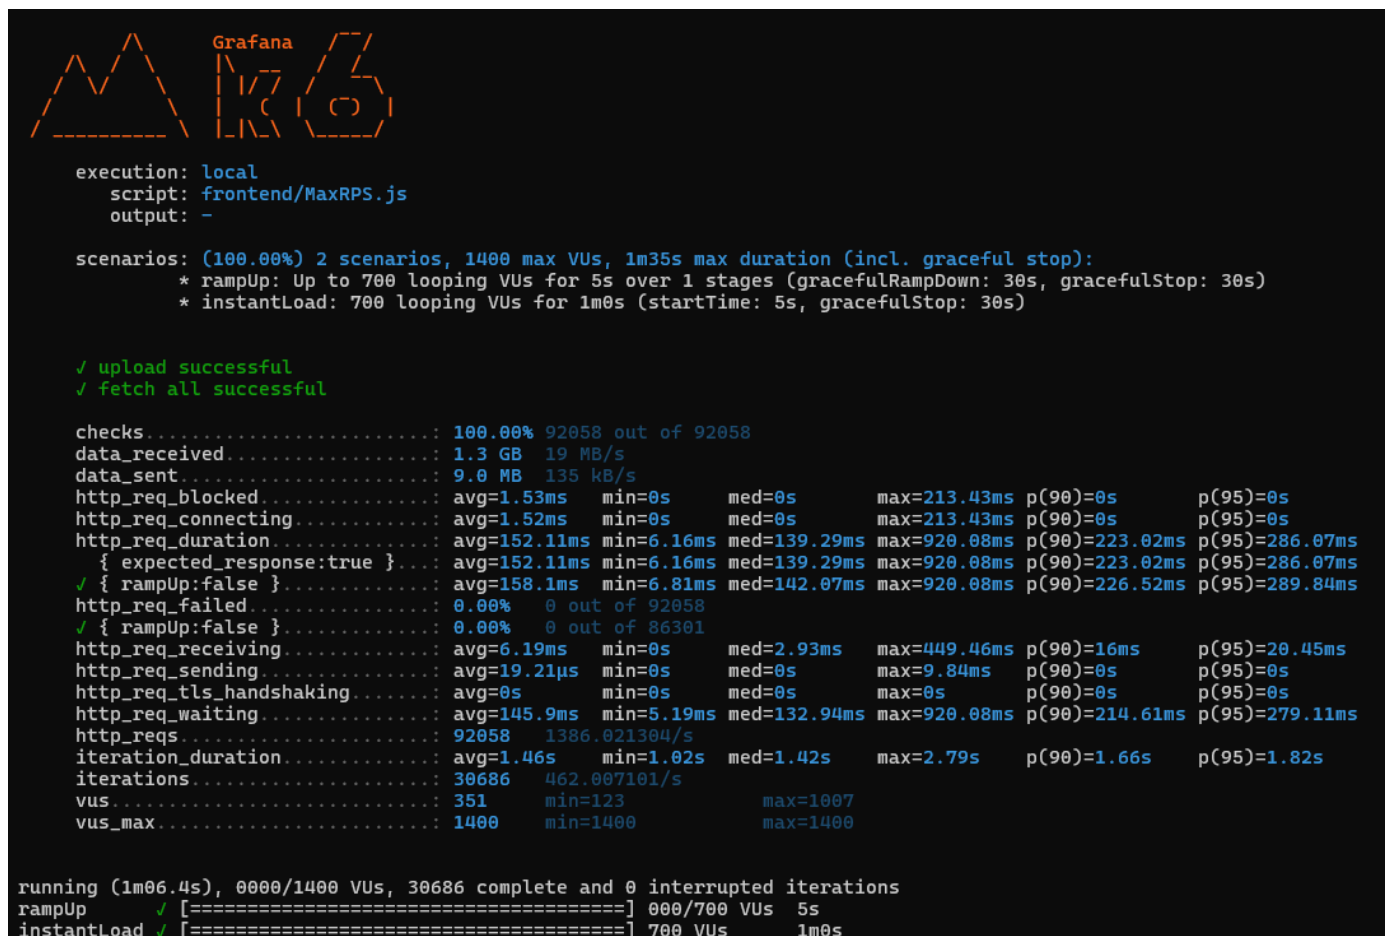 Grafana
execution: local
script: frontend/MaxRPS.js
output: -
scenarios: (100.00%) 2 scenarios, 1400 max VUs, 1m35s max duration (incl. graceful stop):
* rampUp: Up to 700 looping VUs for 5s over 1 stages (gracefulRampDown: 30s, gracefulStop: 30s)
* instantLoad: 700 looping VUs for 1m0s (startTime: 5s, gracefulStop: 30s)
✓ upload successful
✓ fetch all successful
checks.........................: 100.00% 92058 out of 92058
data_received..................: 1.3 GB 19 MB/s
data_sent......................: 9.0 MB 135 kB/s
http_req_blocked...............: avg=1.53ms min=0s med=0s max=213.43ms p(90)=0s p(95)=0s
http_req_connecting............: avg=1.52ms min=0s med=0s max=213.43ms p(90)=0s p(95)=0s
http_req_duration..............: avg=152.11ms min=6.16ms med=139.29ms max=920.08ms p(90)=223.02ms p(95)=286.07ms
{ expected_response:true }...: avg=152.11ms min=6.16ms med=139.29ms max=920.08ms p(90)=223.02ms p(95)=286.07ms
✓ { rampUp:false }.............: avg=158.1ms min=6.81ms med=142.07ms max=920.08ms p(90)=226.52ms p(95)=289.84ms
http_req_failed................: 0.00% 0 out of 92058
✓ { rampUp:false }.............: 0.00% 0 out of 86301
http_req_receiving.............: avg=6.19ms min=0s med=2.93ms max=449.46ms p(90)=16ms p(95)=20.45ms
http_req_sending...............: avg=19.21µs min=0s med=0s max=9.84ms p(90)=0s p(95)=0s
http_req_tls_handshaking.......: avg=0s min=0s med=0s max=0s p(90)=0s p(95)=0s
http_req_waiting...............: avg=145.9ms min=5.19ms med=132.94ms max=920.08ms p(90)=214.61ms p(95)=279.11ms
http_reqs......................: 92058 1386.021304/s
iteration_duration.............: avg=1.46s min=1.02s med=1.42s max=2.79s p(90)=1.66s p(95)=1.82s
iterations.....................: 30686 462.007101/s
vus............................: 351 min=123 max=1007
vus_max........................: 1400 min=1400 max=1400
running (1m06.4s), 0000/1400 VUs, 30686 complete and 0 interrupted iterations
rampUp ✓ [======================================] 000/700 VUs 5s
instantLoad ✓ [======================================] 700 VUs 1m0s